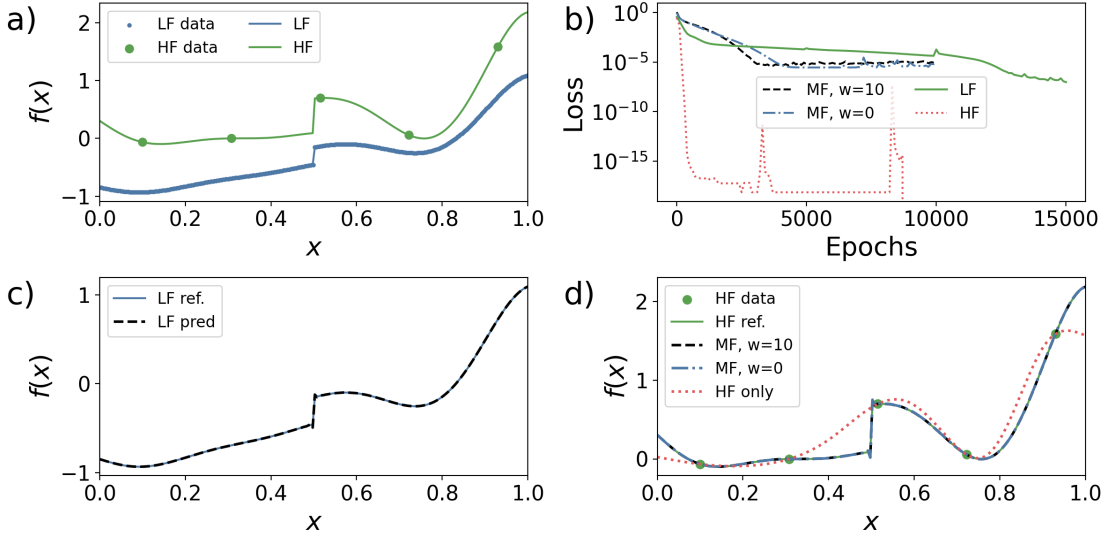 a)
LF data
HF data
LF
HF
f(x)
2
1
0
−1
0.0 0.2 0.4 0.6 0.8 1.0
x
b)
Loss
10⁰
10⁻⁵
10⁻¹⁰
10⁻¹⁵
MF, w=10
MF, w=0
LF
HF
0 5000 10000 15000
Epochs
c)
LF ref.
LF pred
f(x)
1
0
−1
0.0 0.2 0.4 0.6 0.8 1.0
x
d)
HF data
HF ref.
MF, w=10
MF, w=0
HF only
f(x)
2
1
0
0.0 0.2 0.4 0.6 0.8 1.0
x